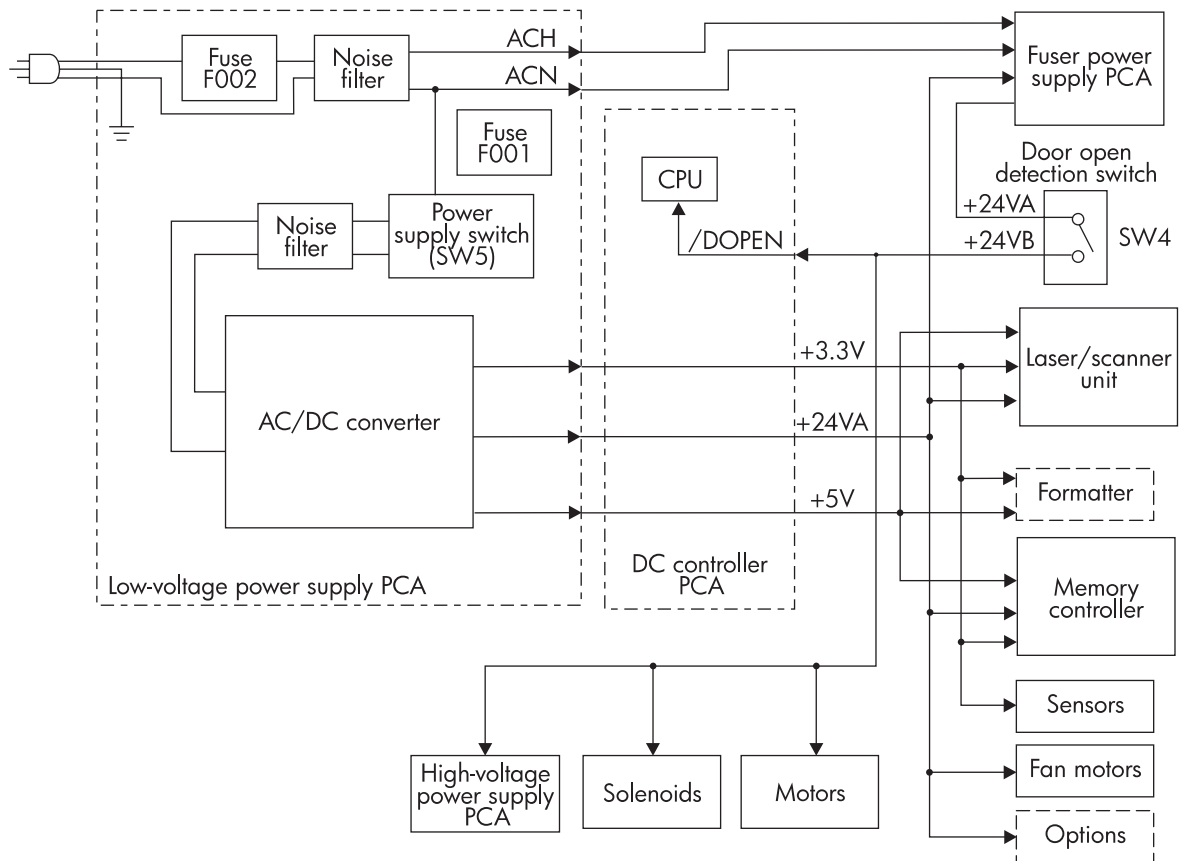 Fuse
F002
Noise
filter
ACH
ACN
Fuser power
supply PCA
Fuse
F001
CPU
/DOPEN
Door open
detection switch
+24VA
+24VB
SW4
Noise
filter
Power
supply switch
(SW5)
AC/DC converter
+3.3V
+24VA
+5V
Laser/scanner
unit
Formatter
Low-voltage power supply PCA
DC controller
PCA
Memory
controller
Sensors
Fan motors
Options
High-voltage
power supply
PCA
Solenoids
Motors